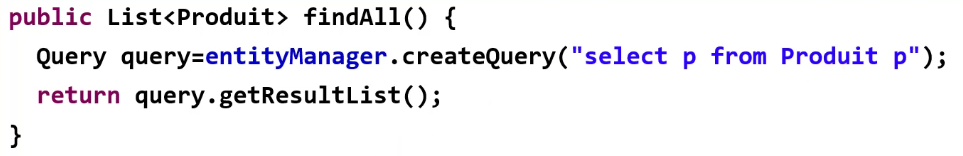 public List<Produit> findAll() {
Query query=entityManager.createQuery("select p from Produit p");
return query.getResultList();
}